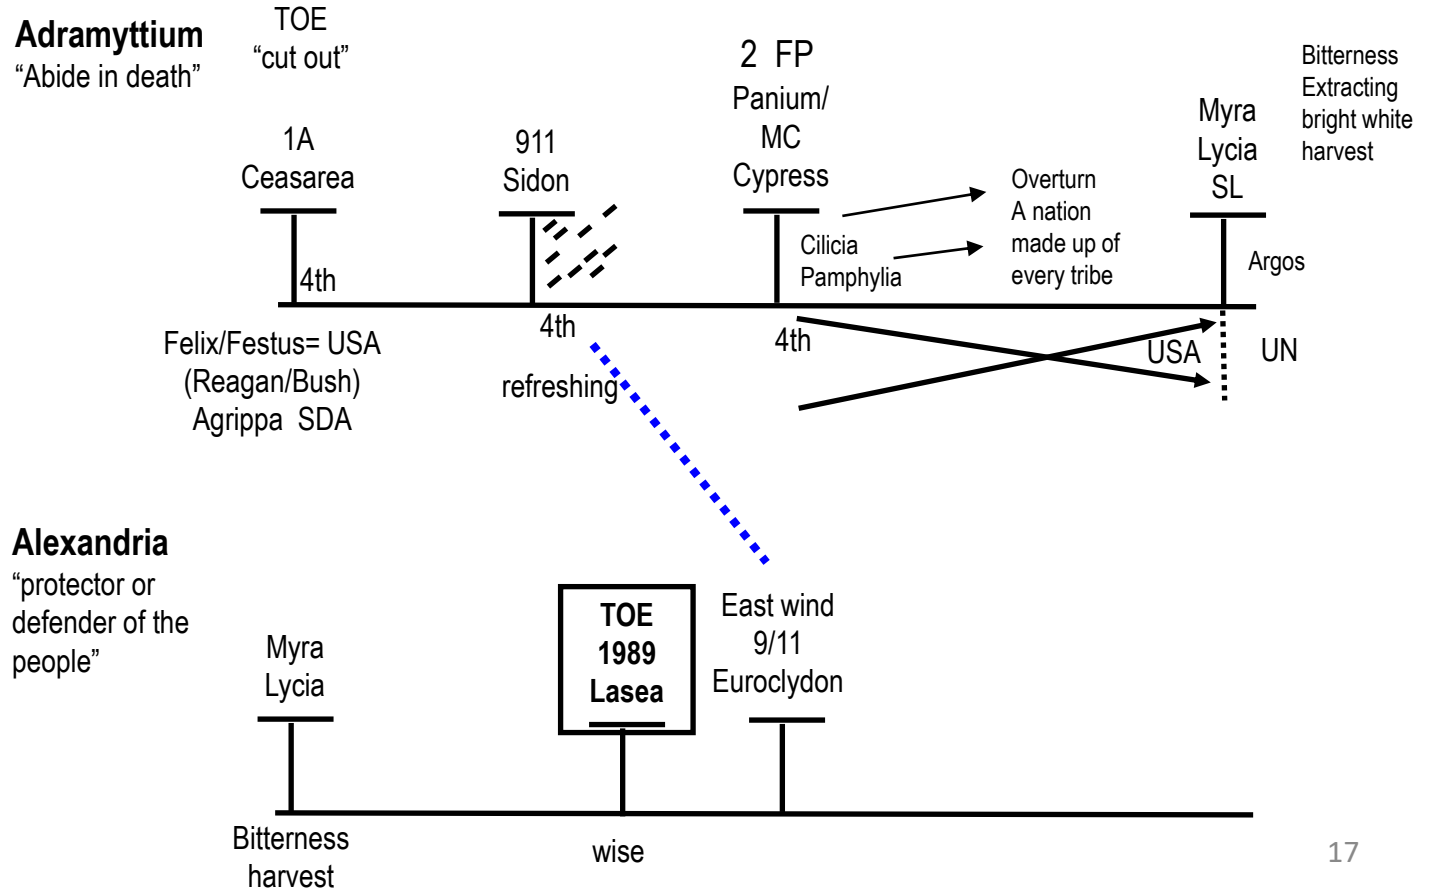 Adramyttium
“Abide in death”
TOE
“cut out”
1A
Ceasarea
4th
Felix/Festus= USA
(Reagan/Bush)
Agrippa  SDA
911
Sidon
4th
refreshing
2  FP
Panium/
MC
Cypress
Cilicia
Pamphylia
4th
Overturn
A nation
made up of
every tribe
Myra
Lycia
SL
Bitterness
Extracting
bright white
harvest
Argos
USA
UN
Alexandria
“protector or
defender of the
people”
Myra
Lycia
Bitterness
harvest
TOE
1989
Lasea
wise
East wind
9/11
Euroclydon
17